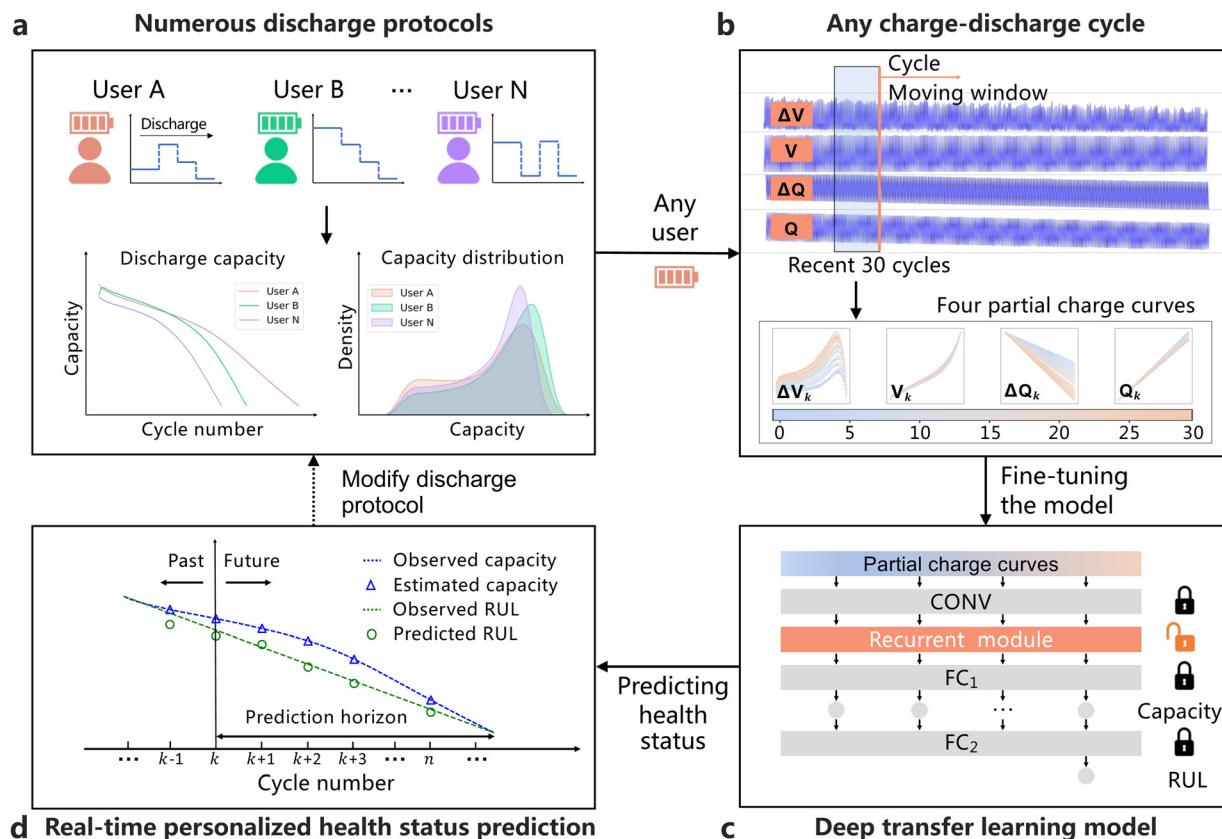 a Numerous discharge protocols
User A User B ... User N
Discharge
Discharge capacity
User A
User B
User N
Capacity
Cycle number
Capacity distribution
User A
User B
User N
Density
Capacity
Any
user
b Any charge-discharge cycle
Cycle
Moving window
ΔV
V
ΔQ
Q
Recent 30 cycles
Four partial charge curves
ΔVₖ Vₖ ΔQₖ Qₖ
0 5 10 15 20 25 30
Fine-tuning
the model
Partial charge curves
CONV
Recurrent module
FC₁
...
Capacity
FC₂
RUL
c Deep transfer learning model
Predicting
health
status
Modify discharge
protocol
Past Future
Observed capacity
Estimated capacity
Observed RUL
Predicted RUL
Prediction horizon
... k-1 k k+1 k+2 k+3 ... n ...
Cycle number
d Real-time personalized health status prediction